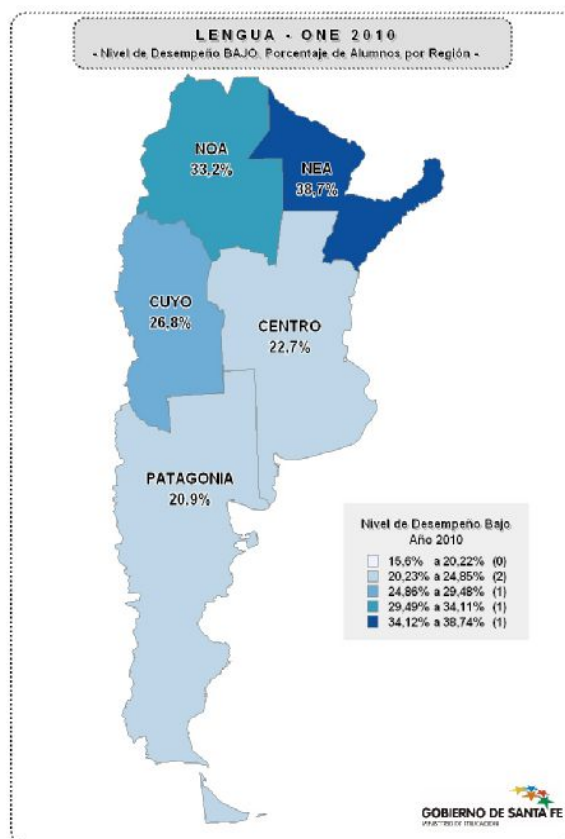 LENGUA - ONE 2010
- Nivel de Desempeño BAJO. Porcentaje de Alumnos por Región -
NOA
33,2%
NEA
38,7%
CUYO
26,8%
CENTRO
22,7%
PATAGONIA
20,9%
Nivel de Desempeño Bajo
Año 2010
15,6% a 20,22% (0)
20,23% a 24,85% (2)
24,86% a 29,48% (1)
29,49% a 34,11% (1)
34,12% a 38,74% (1)
GOBIERNO DE SANTA FE
MINISTERIO DE EDUCACION